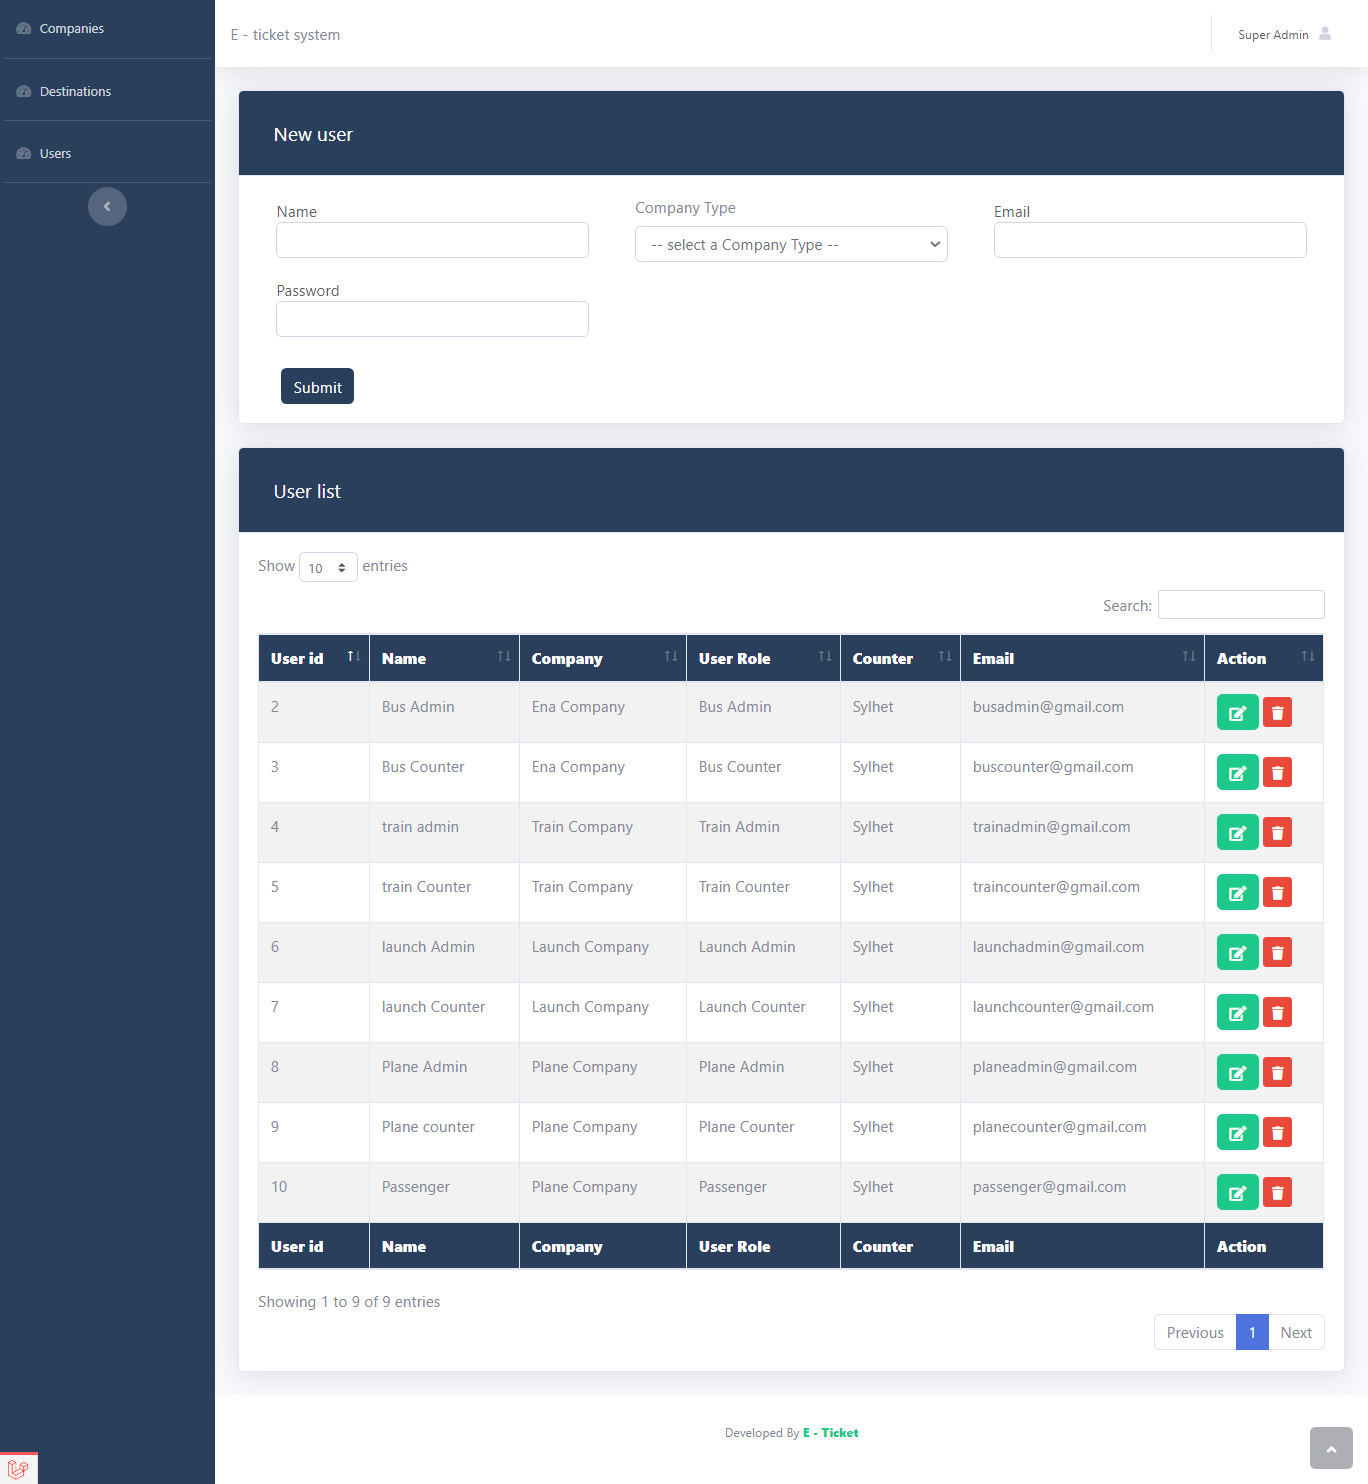 Companies
Destinations
Users
E - ticket system
Super Admin
New user
Name
Company Type
Email
-- select a Company Type --
Password
Submit
User list
Show 10 entries
Search:
User id Name Company User Role Counter Email Action
2 Bus Admin Ena Company Bus Admin Sylhet busadmin@gmail.com
3 Bus Counter Ena Company Bus Counter Sylhet buscounter@gmail.com
4 train admin Train Company Train Admin Sylhet trainadmin@gmail.com
5 train Counter Train Company Train Counter Sylhet traincounter@gmail.com
6 launch Admin Launch Company Launch Admin Sylhet launchadmin@gmail.com
7 launch Counter Launch Company Launch Counter Sylhet launchcounter@gmail.com
8 Plane Admin Plane Company Plane Admin Sylhet planeadmin@gmail.com
9 Plane counter Plane Company Plane Counter Sylhet planecounter@gmail.com
10 Passenger Plane Company Passenger Sylhet passenger@gmail.com
User id Name Company User Role Counter Email Action
Showing 1 to 9 of 9 entries
Previous 1 Next
Developed By E - Ticket